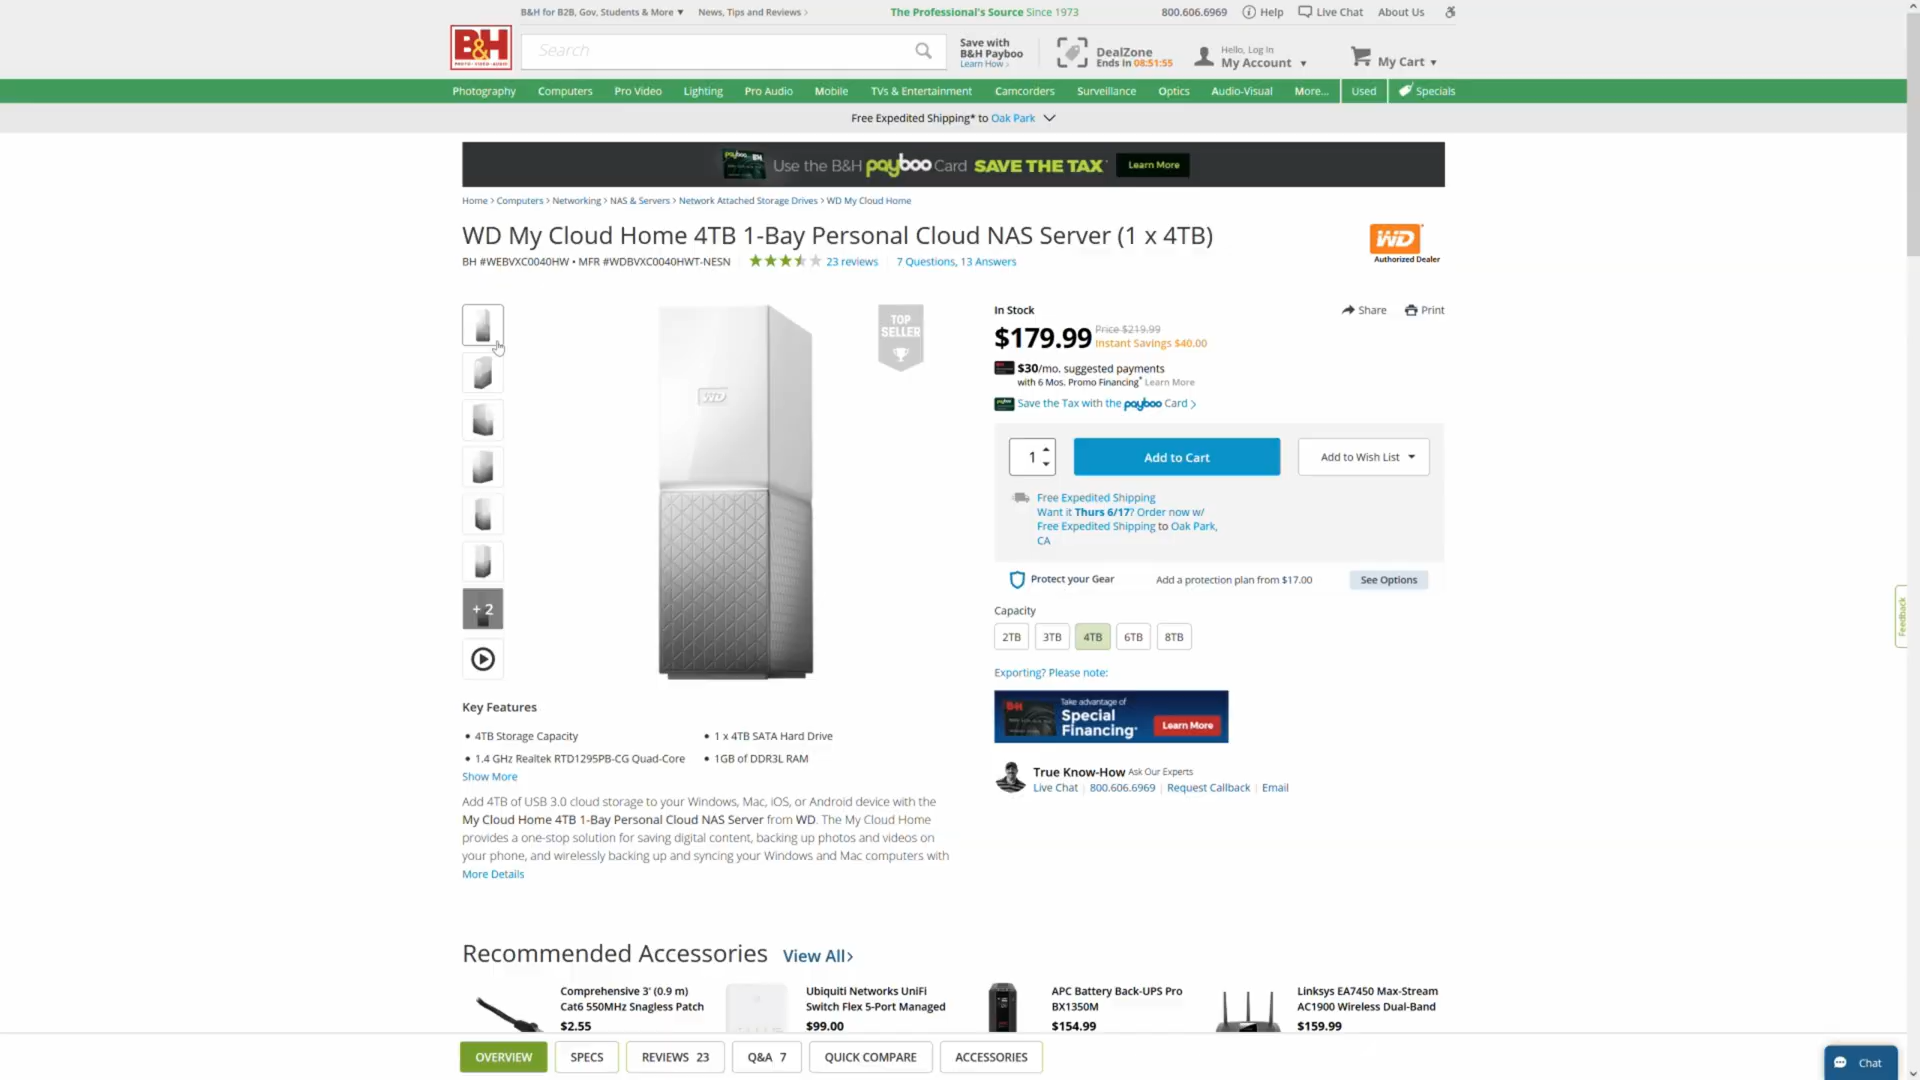 B&H for B2B, Gov, Students & More ▾ News, Tips and Reviews ›
The Professional's Source Since 1973
800.606.6969 Help Live Chat About Us
B&H
PHOTO • VIDEO • AUDIO
Search
Save with
B&H Payboo
Learn How ›
DealZone
Ends In 08:51:55
Hello, Log In
My Account ▾
My Cart ▾
Photography Computers Pro Video Lighting Pro Audio Mobile TVs & Entertainment Camcorders Surveillance Optics Audio-Visual More... Used Specials
Free Expedited Shipping* to Oak Park
Use the B&H payboo Card SAVE THE TAX* Learn More
Home > Computers > Networking > NAS & Servers > Network Attached Storage Drives > WD My Cloud Home
WD My Cloud Home 4TB 1-Bay Personal Cloud NAS Server (1 x 4TB)
BH #WEBVXC0040HW • MFR #WDBVXC0040HWT-NESN 23 reviews 7 Questions, 13 Answers
WD
Authorized Dealer
WD
TOP
SELLER
+ 2
In Stock
Share Print
$179.99
Price $219.99
Instant Savings $40.00
$30/mo. suggested payments
with 6 Mos. Promo Financing* Learn More
Save the Tax with the payboo Card >
1
Add to Cart
Add to Wish List
Free Expedited Shipping
Want it Thurs 6/17? Order now w/
Free Expedited Shipping to Oak Park,
CA
Protect your Gear Add a protection plan from $17.00 See Options
Capacity
2TB 3TB 4TB 6TB 8TB
Exporting? Please note:
B&H
Take advantage of
Special
Financing*
Learn More
True Know-How Ask Our Experts
Live Chat | 800.606.6969 | Request Callback | Email
Key Features
• 4TB Storage Capacity
• 1 x 4TB SATA Hard Drive
• 1.4 GHz Realtek RTD1295PB-CG Quad-Core
• 1GB of DDR3L RAM
Show More
Add 4TB of USB 3.0 cloud storage to your Windows, Mac, iOS, or Android device with the
My Cloud Home 4TB 1-Bay Personal Cloud NAS Server from WD. The My Cloud Home
provides a one-stop solution for saving digital content, backing up photos and videos on
your phone, and wirelessly backing up and syncing your Windows and Mac computers with
More Details
Feedback
Recommended Accessories View All›
Comprehensive 3' (0.9 m)
Cat6 550MHz Snagless Patch
$2.55
Ubiquiti Networks UniFi
Switch Flex 5-Port Managed
$99.00
APC Battery Back-UPS Pro
BX1350M
$154.99
Linksys EA7450 Max-Stream
AC1900 Wireless Dual-Band
$159.99
OVERVIEW SPECS REVIEWS 23 Q&A 7 QUICK COMPARE ACCESSORIES
Chat